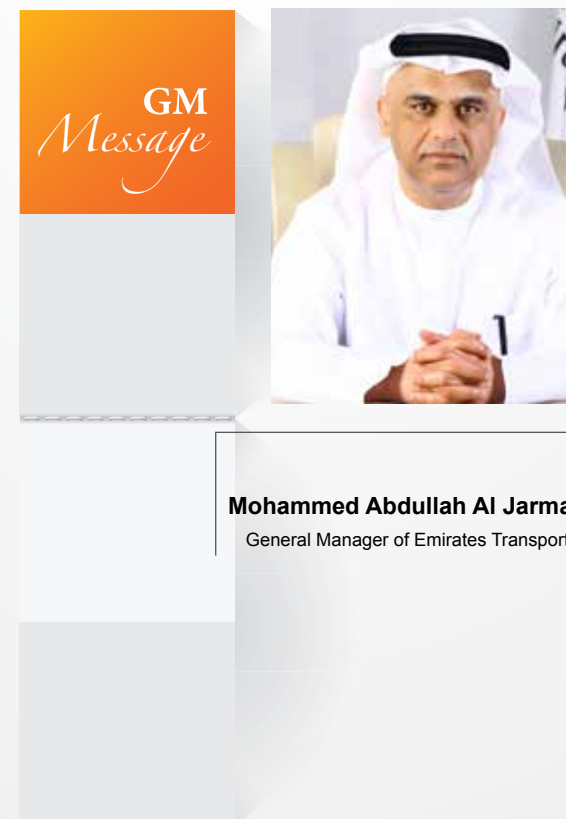 GM
Message
Mohammed Abdullah Al Jarma
General Manager of Emirates Transport